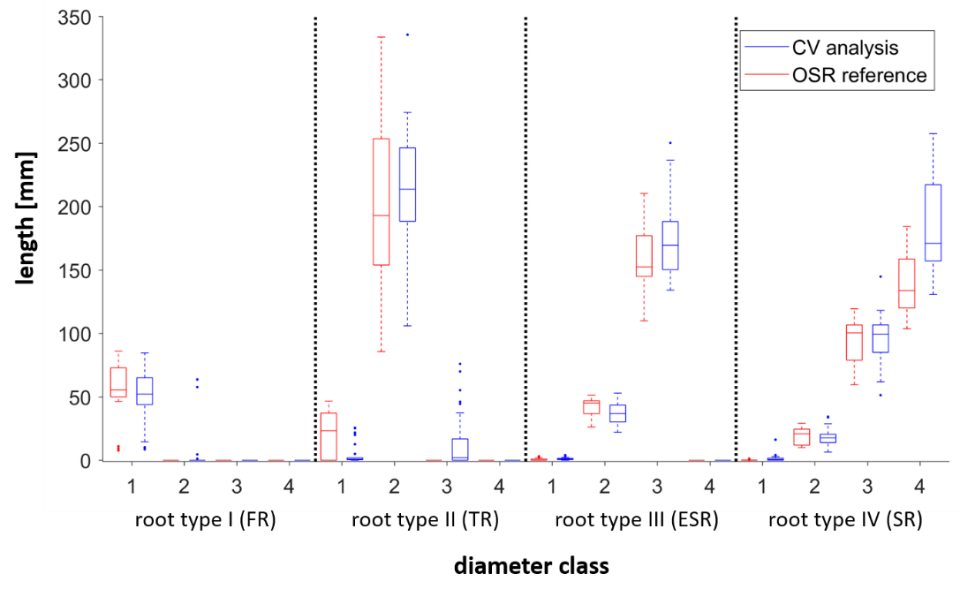 350
300
250
200
150
100
50
0
length [mm]
CV analysis
OSR reference
1 2 3 4 1 2 3 4 1 2 3 4 1 2 3 4
root type I (FR) root type II (TR) root type III (ESR) root type IV (SR)
diameter class